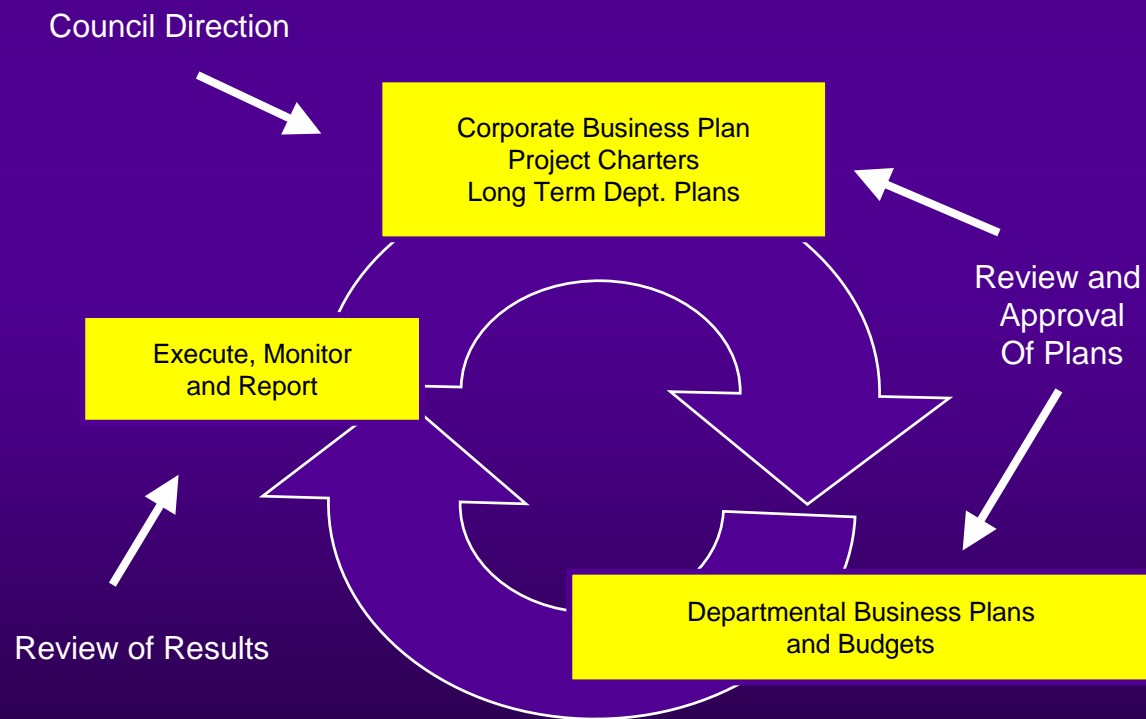 Council Direction
Corporate Business Plan
Project Charters
Long Term Dept. Plans
Review and
Approval
Of Plans
Execute, Monitor
and Report
Departmental Business Plans
and Budgets
Review of Results